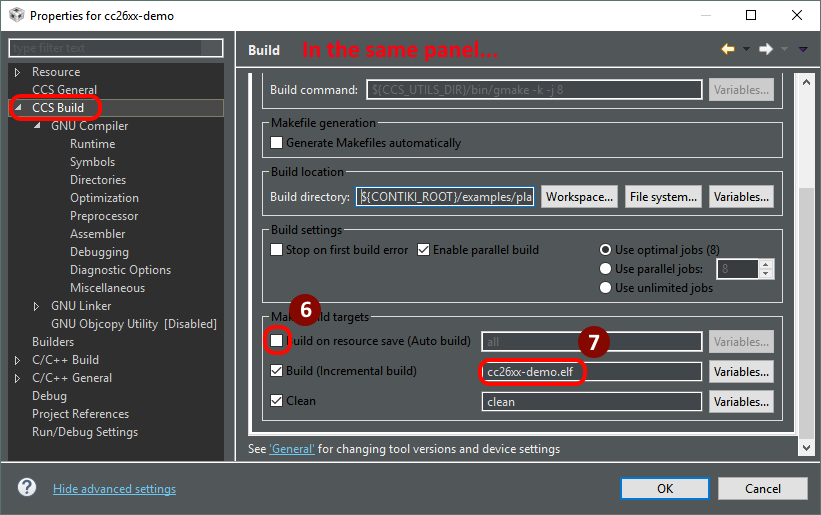 Properties for cc26xx-demo
type filter text
Resource
CCS General
CCS Build
GNU Compiler
Runtime
Symbols
Directories
Optimization
Preprocessor
Assembler
Debugging
Diagnostic Options
Miscellaneous
GNU Linker
GNU Objcopy Utility [Disabled]
Builders
C/C++ Build
C/C++ General
Debug
Project References
Run/Debug Settings
Build In the same panel...
Build command: ${CCS_UTILS_DIR}/bin/gmake -k -j 8 Variables...
Makefile generation
Generate Makefiles automatically
Build location
Build directory: ${CONTIKI_ROOT}/examples/pla Workspace... File system... Variables...
Build settings
Stop on first build error Enable parallel build Use optimal jobs (8)
Use parallel jobs: 8
Use unlimited jobs
6
targets
7
on resource save (Auto build) all Variables...
Build (Incremental build) cc26xx-demo.elf Variables...
Clean clean Variables...
See 'General' for changing tool versions and device settings
? Hide advanced settings OK Cancel